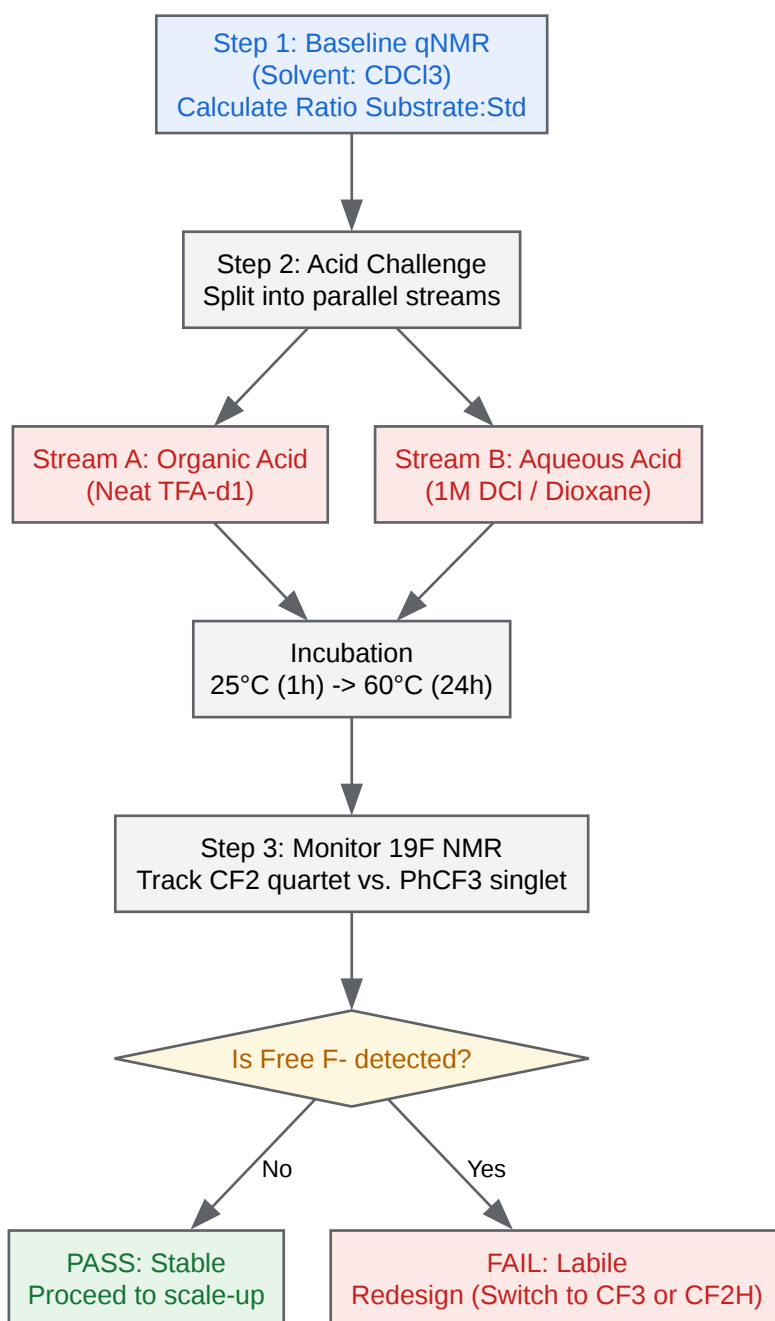 Step 1: Baseline qNMR
(Solvent: CDCl3)
Calculate Ratio Substrate:Std
Step 2: Acid Challenge
Split into parallel streams
Stream A: Organic Acid
(Neat TFA-d1)
Stream B: Aqueous Acid
(1M DCl / Dioxane)
Incubation
25°C (1h) -> 60°C (24h)
Step 3: Monitor 19F NMR
Track CF2 quartet vs. PhCF3 singlet
Is Free F- detected?
No
Yes
PASS: Stable
Proceed to scale-up
FAIL: Labile
Redesign (Switch to CF3 or CF2H)